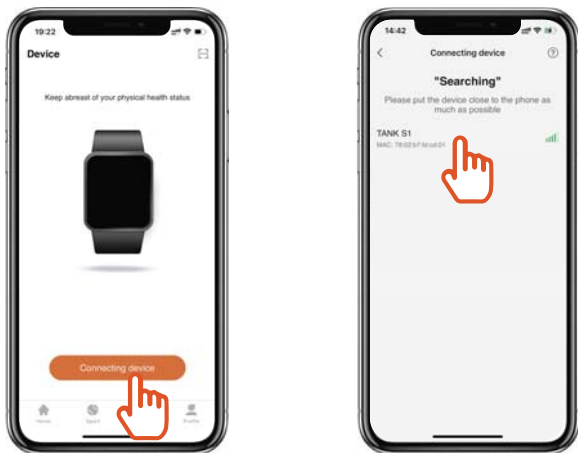 19:22
Device
Keep abreast of your physical health status
Connecting device
Home
Sport
Profile
14:42
Connecting device
"Searching"
Please put the device close to the phone as
much as possible
TANK S1